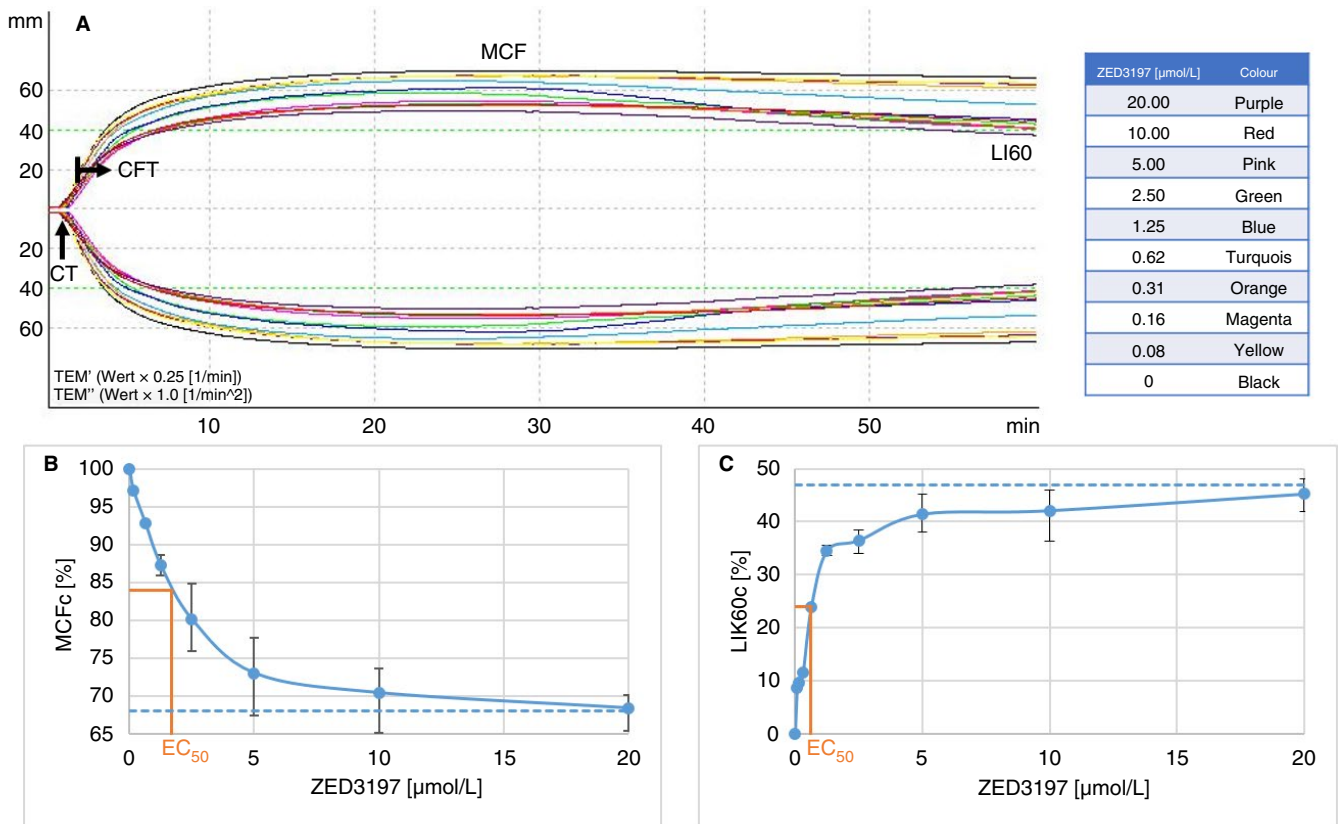 mm
A
MCF
60
40
20
CFT
LI60
20
CT
40
60
TEM' (Wert × 0.25 [1/min])
TEM'' (Wert × 1.0 [1/min^2])
10 20 30 40 50 min
ZED3197 [µmol/L] Colour
20.00 Purple
10.00 Red
5.00 Pink
2.50 Green
1.25 Blue
0.62 Turquois
0.31 Orange
0.16 Magenta
0.08 Yellow
0 Black
B
100
95
90
85
80
75
70
65
MCFc [%]
0 5 10 15 20
EC50
ZED3197 [µmol/L]
C
50
40
30
20
10
0
LIK60c [%]
0 5 10 15 20
EC50
ZED3197 [µmol/L]